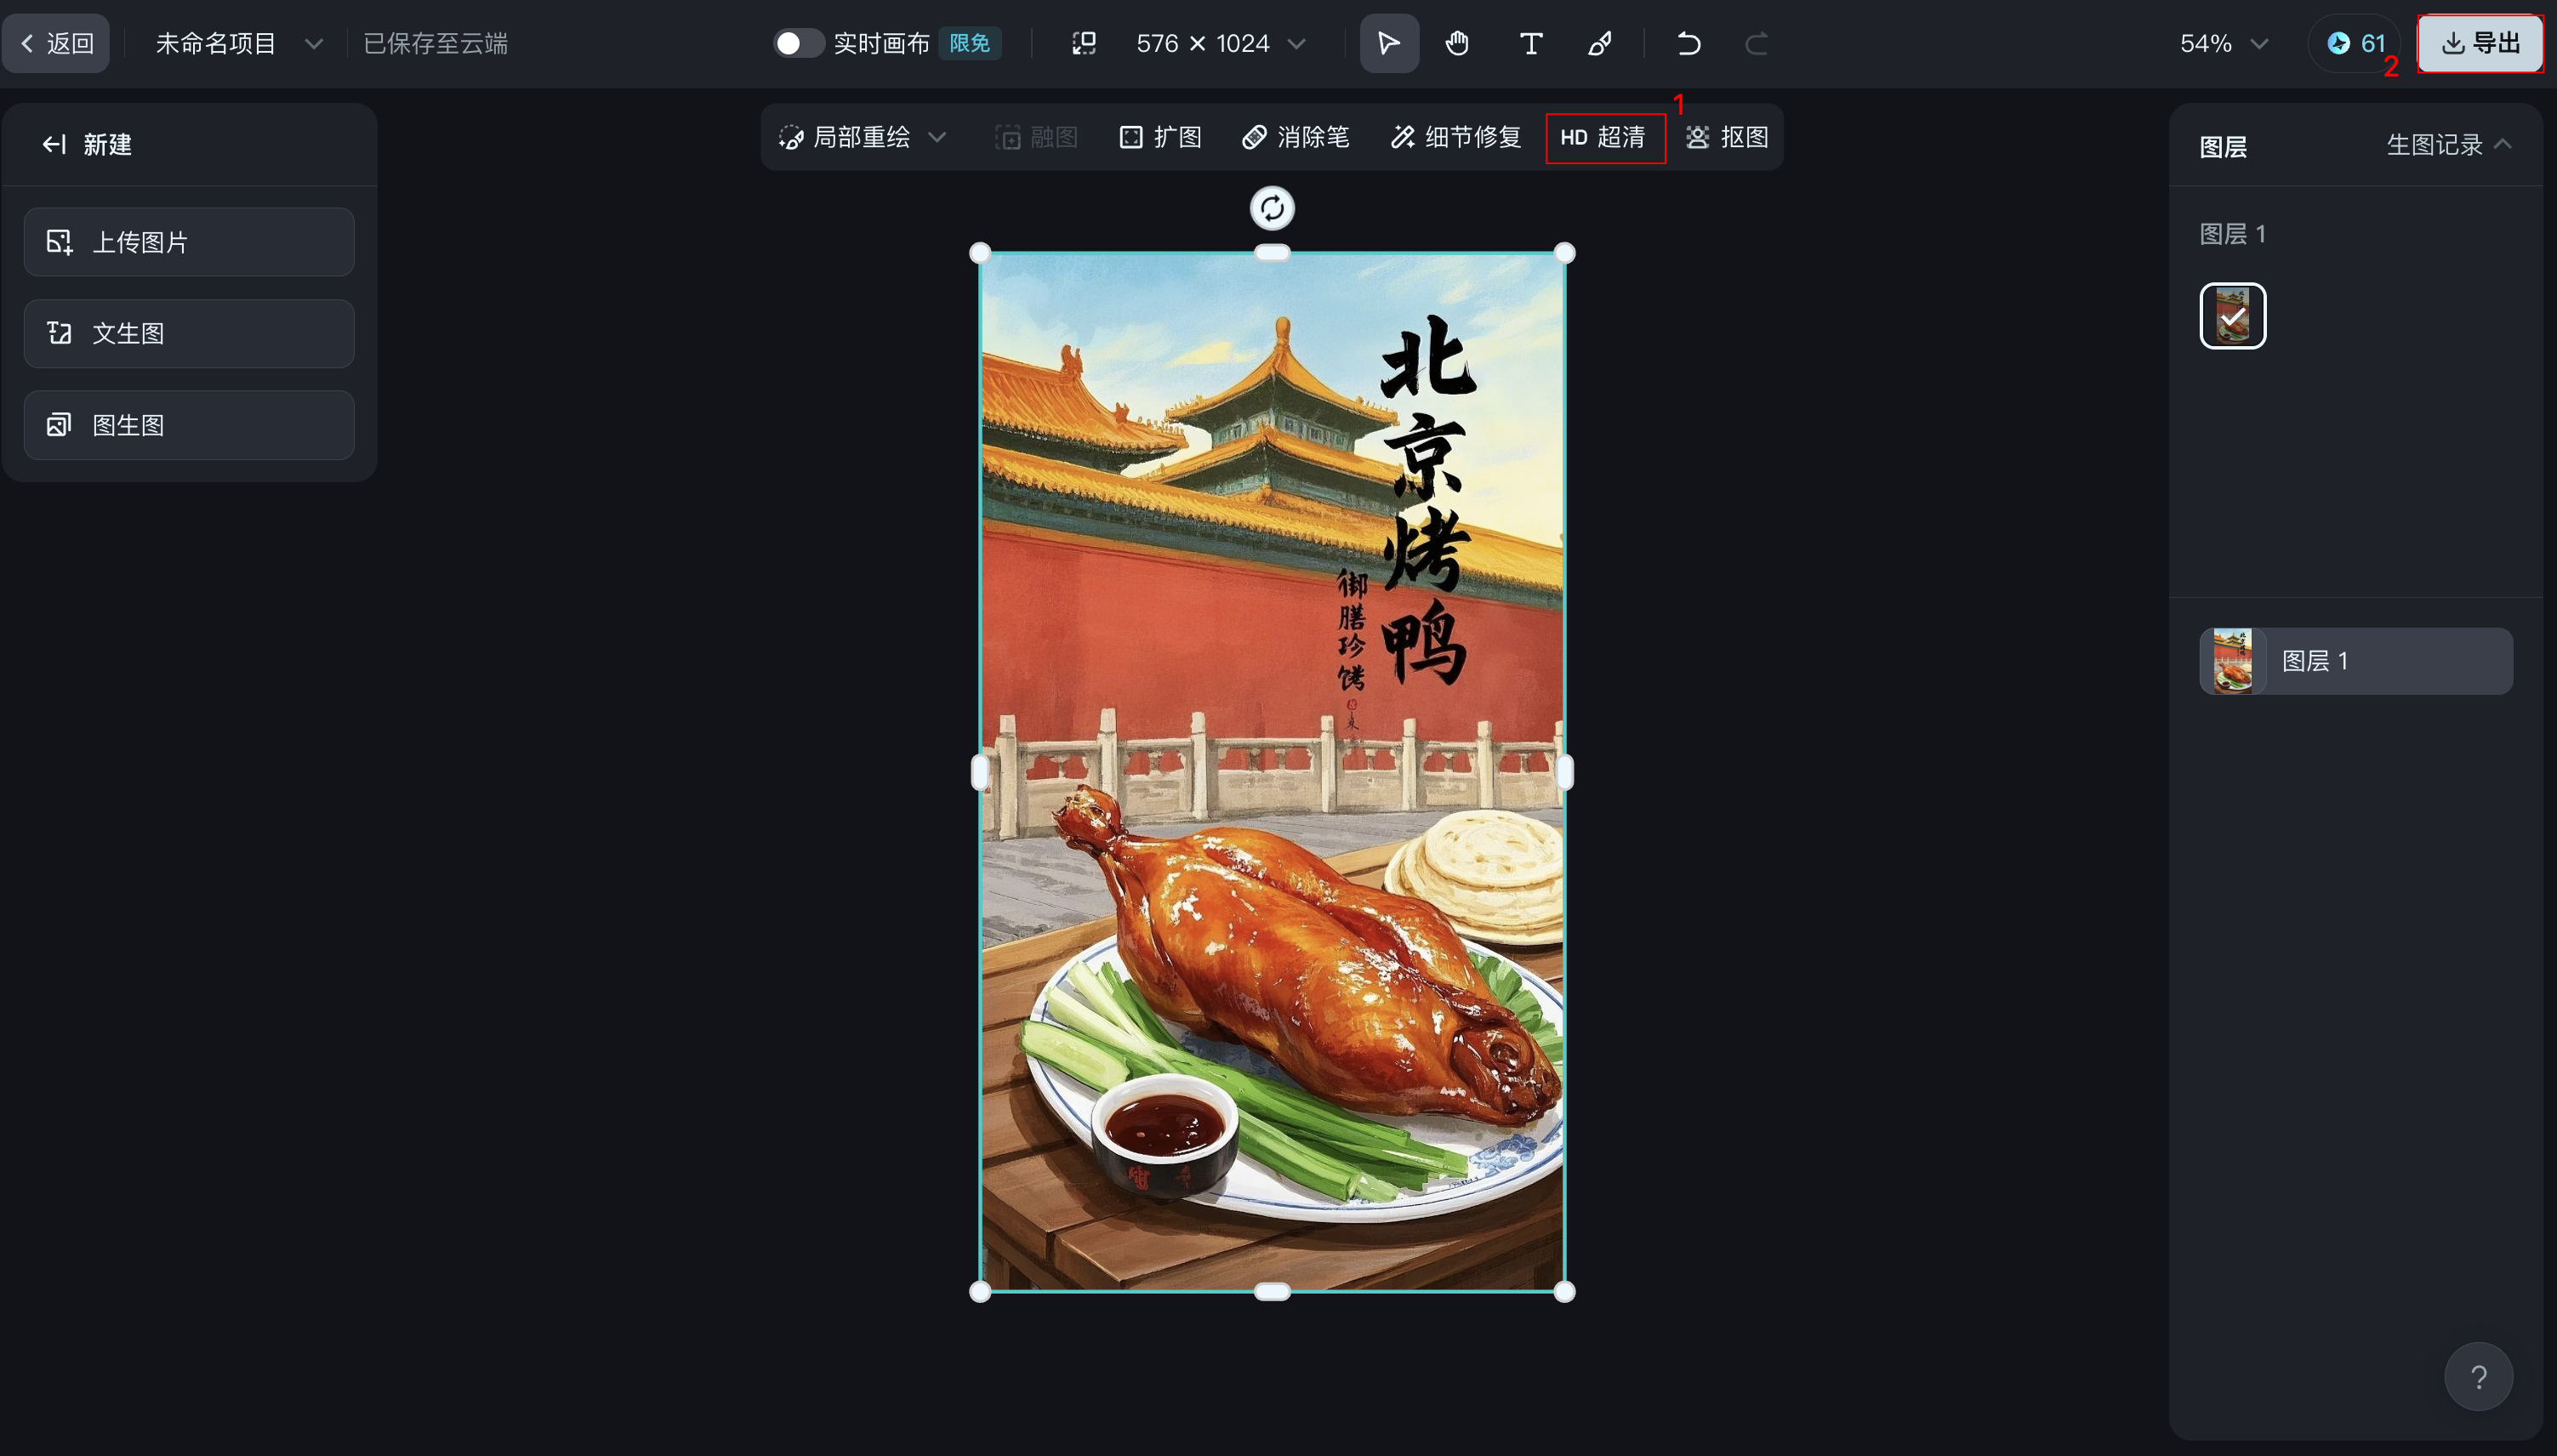 返回
未命名项目
已保存至云端
实时画布 限免
576 × 1024
54%
61
2
导出
1
新建
上传图片
文生图
图生图
局部重绘
融图
扩图
消除笔
细节修复
HD 超清
抠图
北京烤鸭
御膳珍馐
图层
生图记录
图层 1
图层 1
?